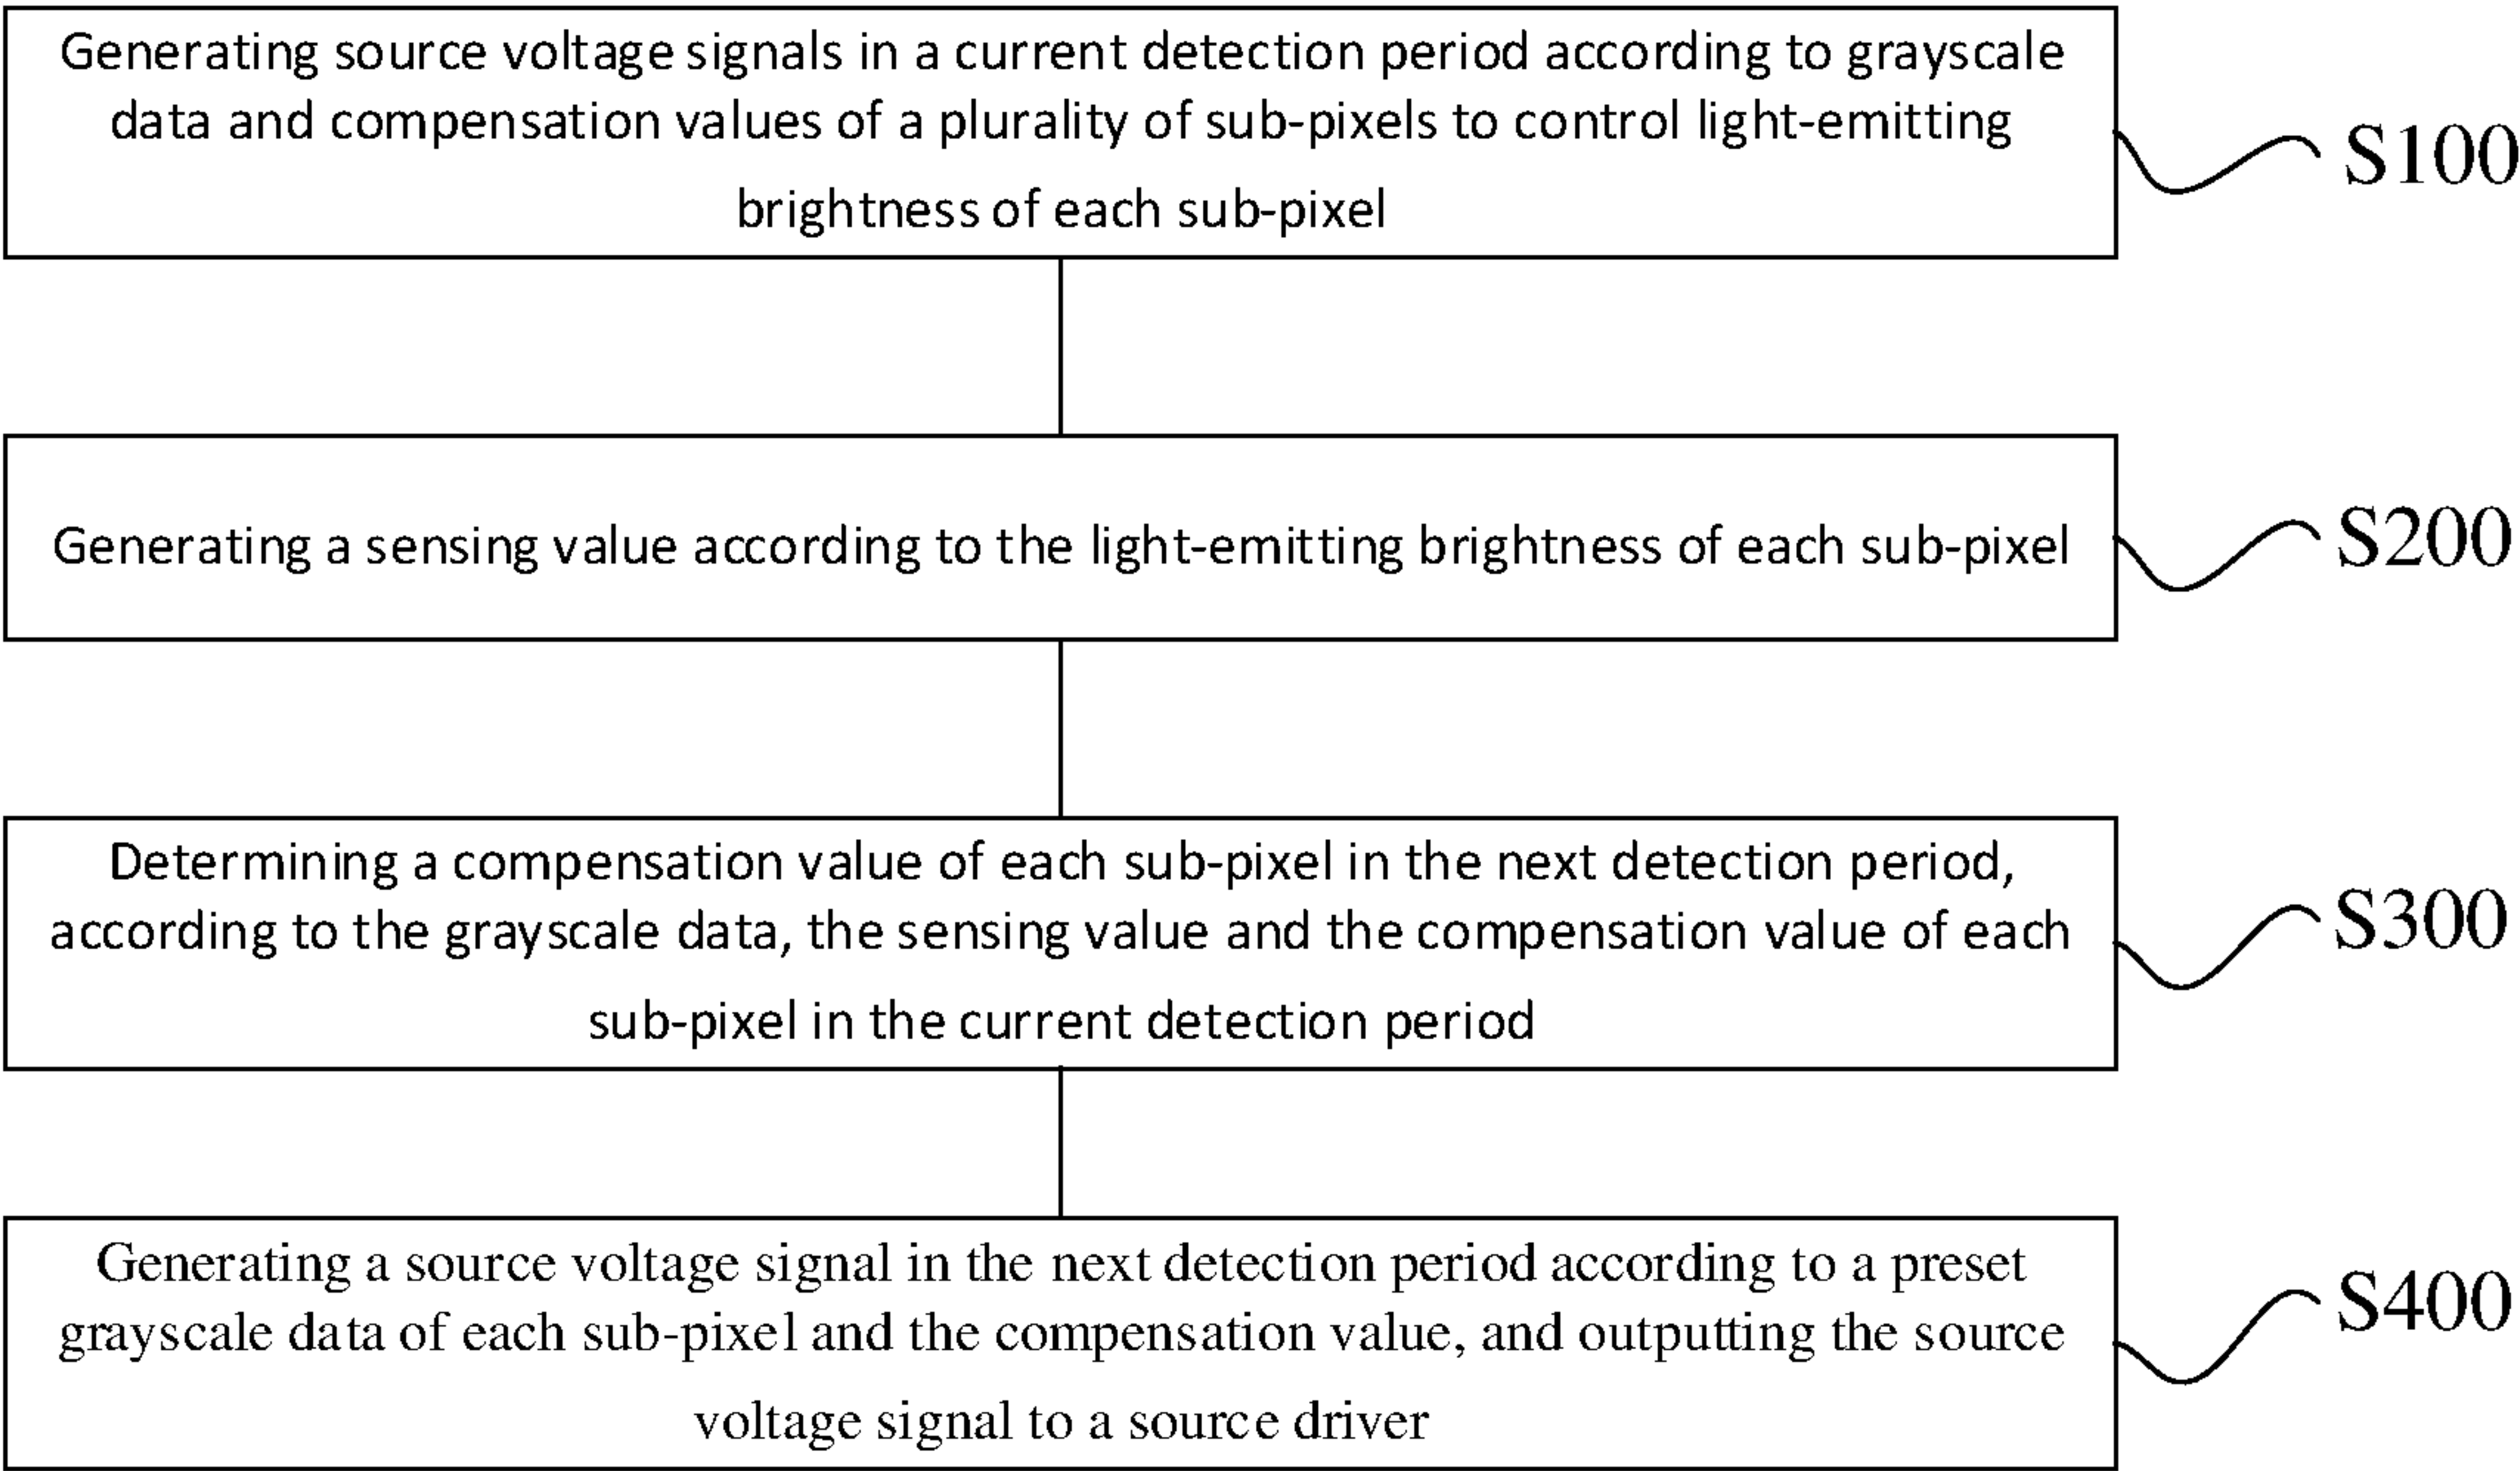 Generating source voltage signals in a current detection period according to grayscale
data and compensation values of a plurality of sub-pixels to control light-emitting
brightness of each sub-pixel
S100
Generating a sensing value according to the light-emitting brightness of each sub-pixel
S200
Determining a compensation value of each sub-pixel in the next detection period,
according to the grayscale data, the sensing value and the compensation value of each
sub-pixel in the current detection period
S300
Generating a source voltage signal in the next detection period according to a preset
grayscale data of each sub-pixel and the compensation value, and outputting the source
voltage signal to a source driver
S400